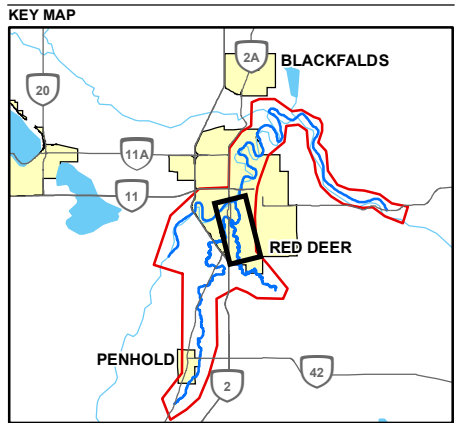 KEY MAP
2A
BLACKFALDS
20
11A
11
RED DEER
PENHOLD
2
42